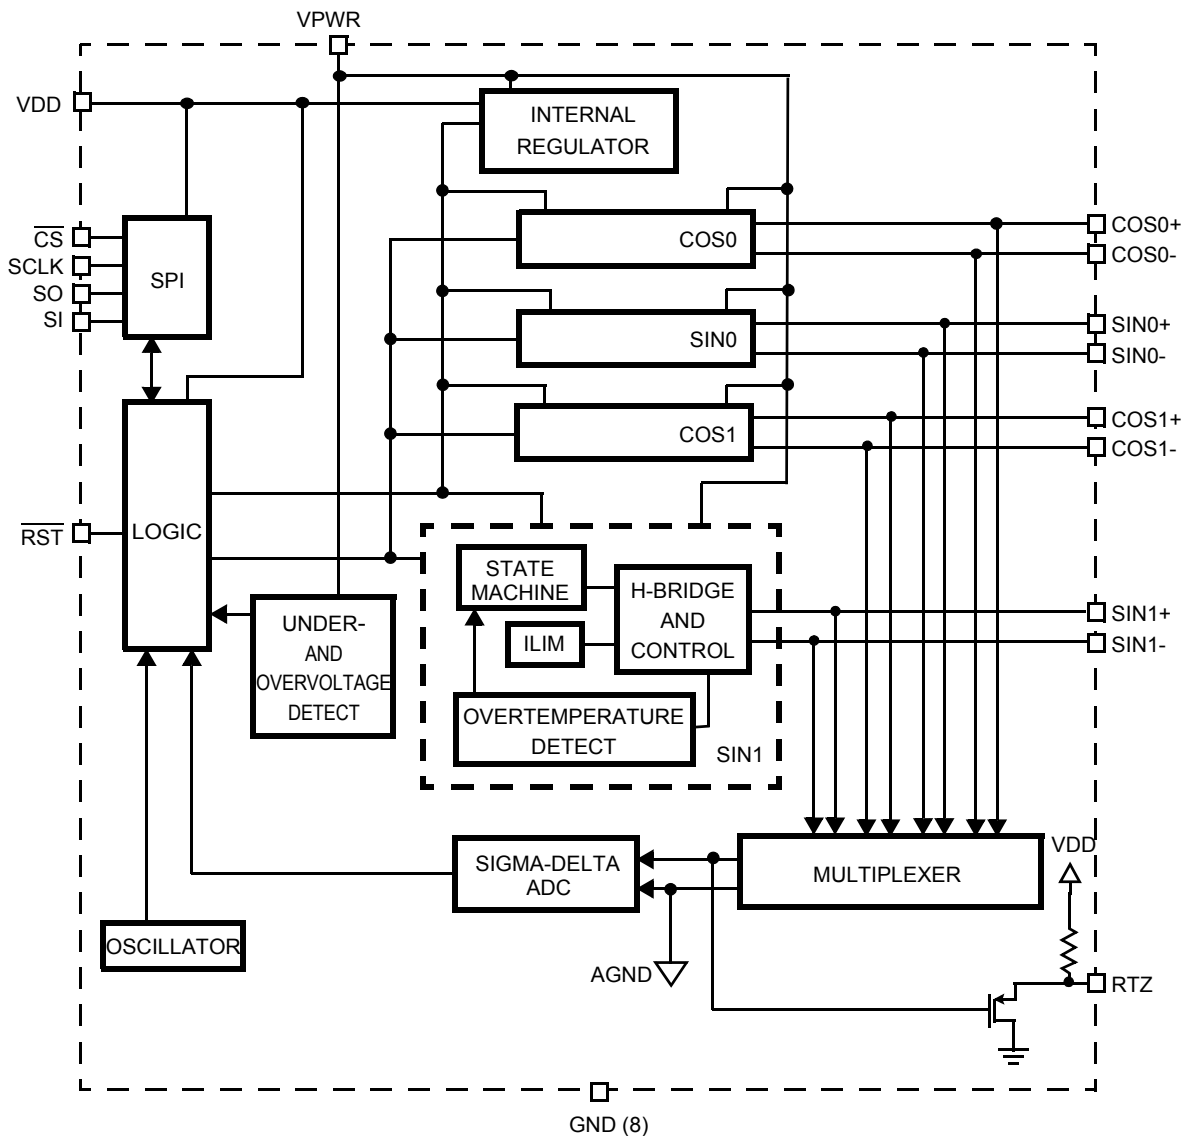 VPWR
VDD
INTERNAL
REGULATOR
COS0
COS0+
COS0-
CS
SCLK
SO
SI
SPI
SIN0
SIN0+
SIN0-
COS1
COS1+
COS1-
RST
LOGIC
STATE
MACHINE
H-BRIDGE
AND
CONTROL
ILIM
SIN1+
SIN1-
UNDER-
AND
OVERVOLTAGE
DETECT
OVERTEMPERATURE
DETECT
SIN1
SIGMA-DELTA
ADC
MULTIPLEXER
VDD
OSCILLATOR
AGND
RTZ
GND (8)